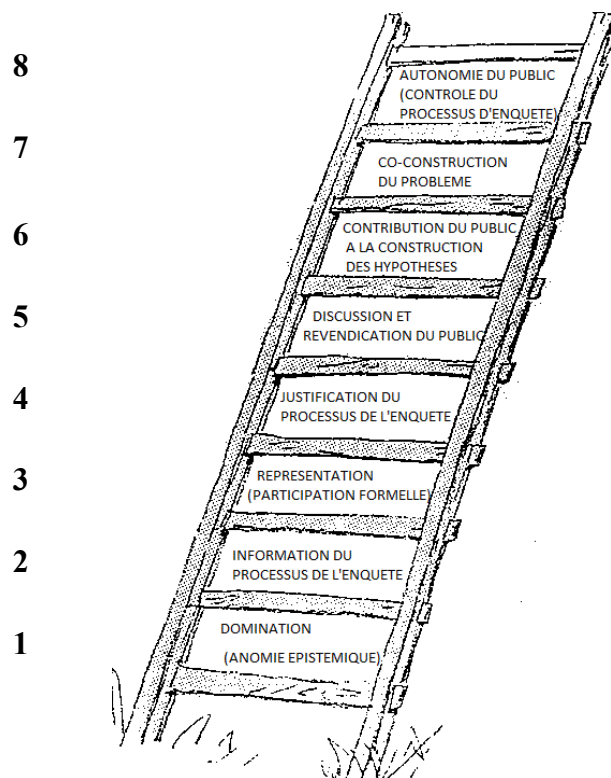 8
AUTONOMIE DU PUBLIC
(CONTROLE DU
PROCESSUS D'ENQUETE)
7
CO-CONSTRUCTION
DU PROBLEME
6
CONTRIBUTION DU PUBLIC
A LA CONSTRUCTION
DES HYPOTHESES
5
DISCUSSION ET
REVENDICATION DU PUBLIC
4
JUSTIFICATION DU
PROCESSUS DE L'ENQUETE
3
REPRESENTATION
(PARTICIPATION FORMELLE)
2
INFORMATION DU
PROCESSUS DE L'ENQUETE
1
DOMINATION
(ANOMIE EPISTEMIQUE)